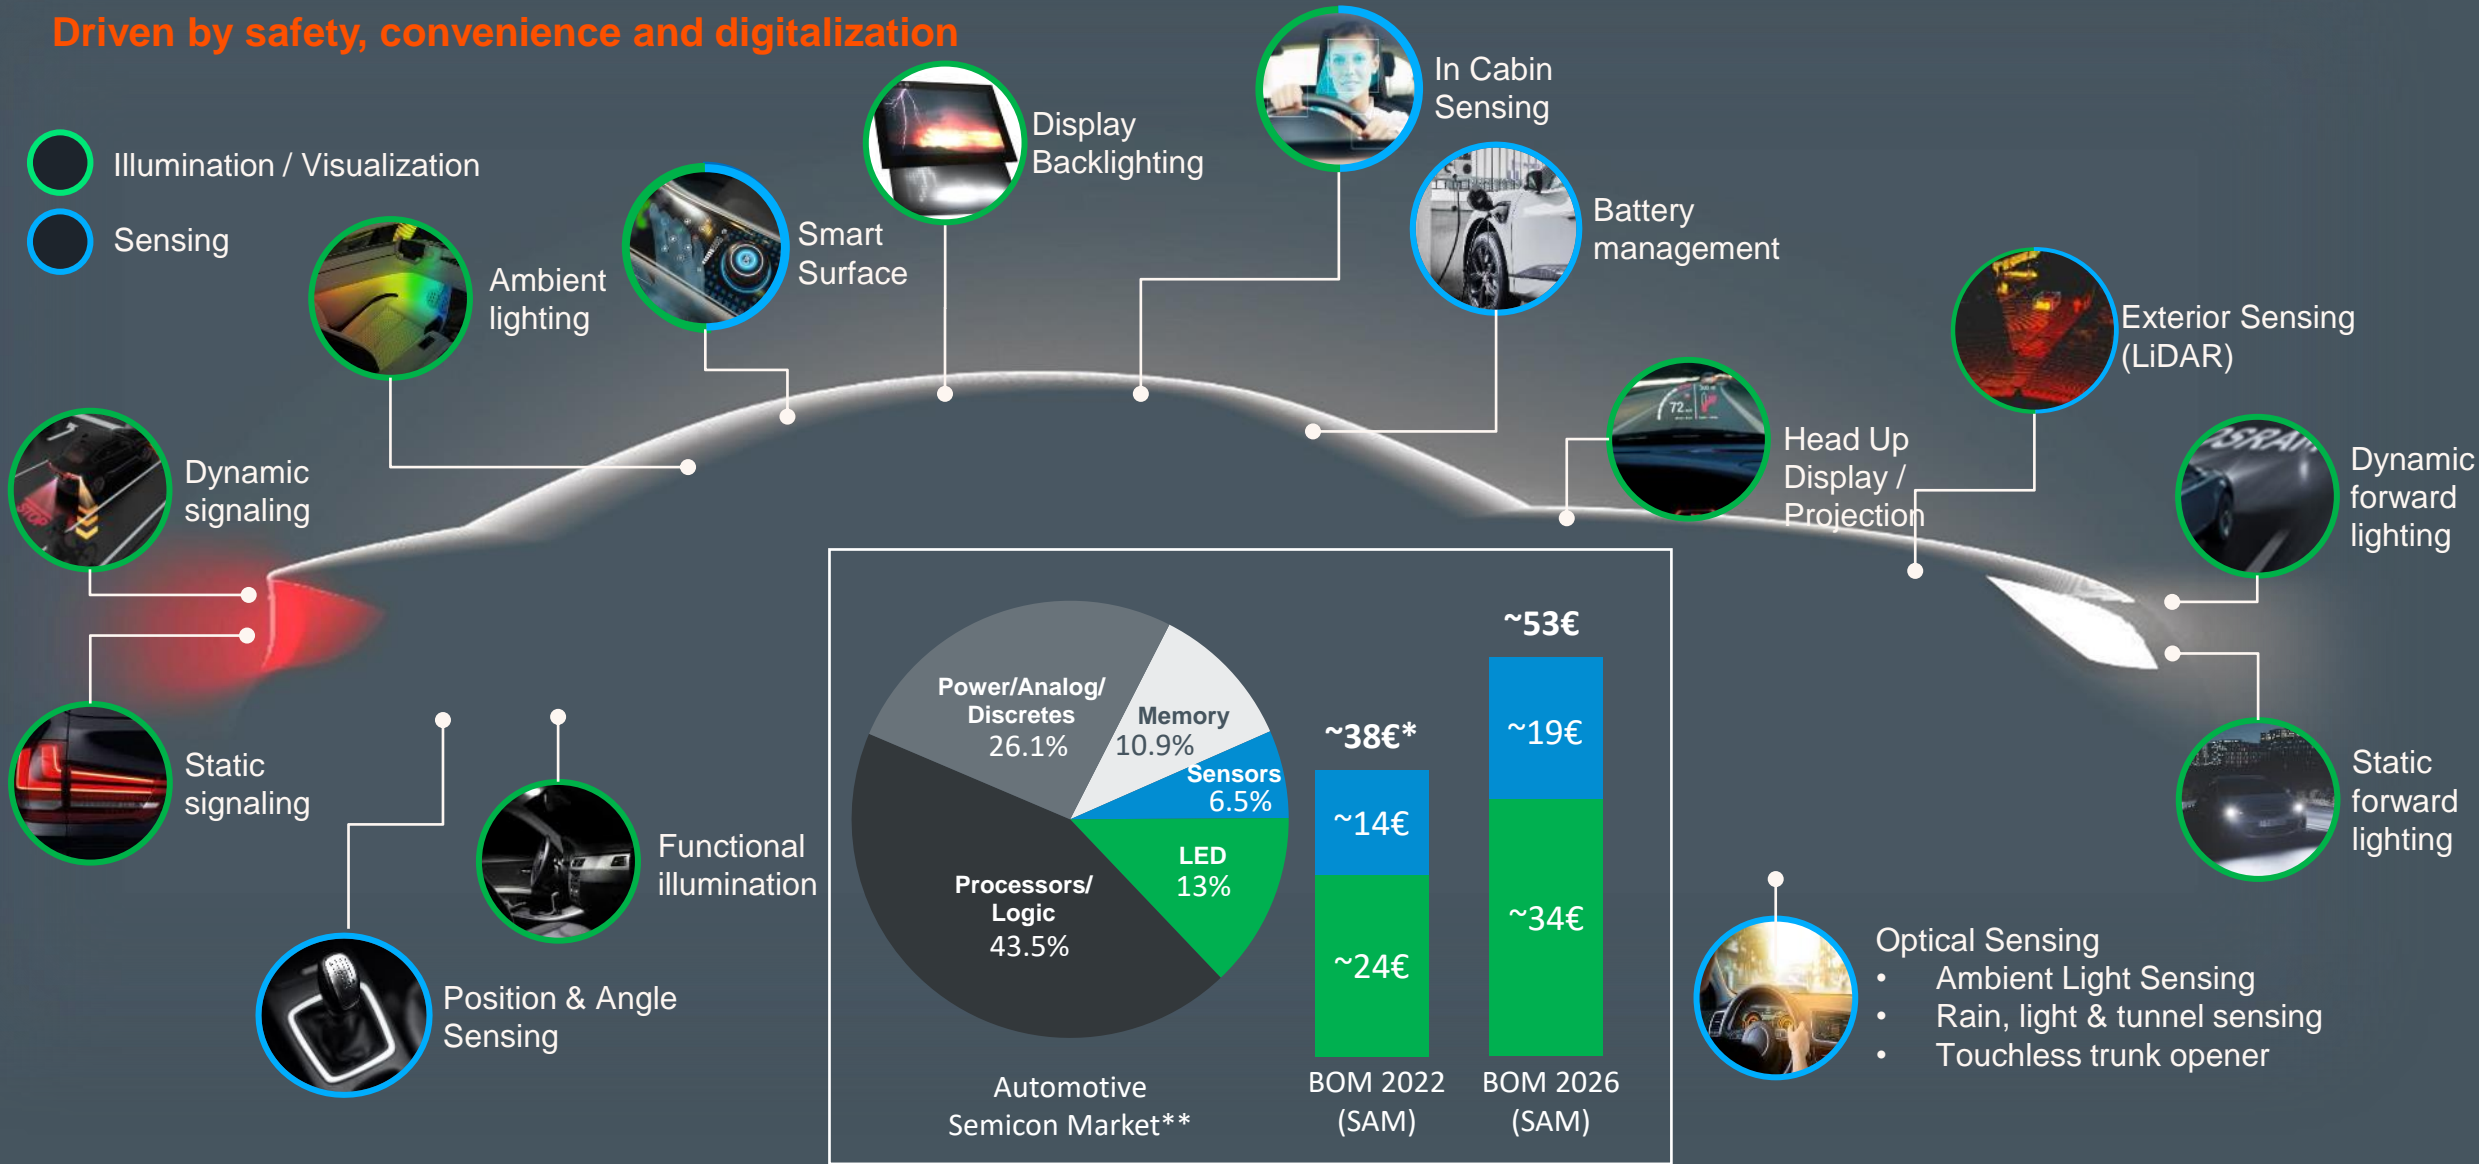 Driven by safety, convenience and digitalization
Illumination / Visualization
Sensing
Ambient
lighting
Smart
Surface
Display
Backlighting
In Cabin
Sensing
Battery
management
Exterior Sensing
(LiDAR)
Head Up
Display /
Projection
72
Dynamic
forward
lighting
OSRAM
Dynamic
signaling
STOP
Static
signaling
Functional
illumination
Position & Angle
Sensing
Static
forward
lighting
Optical Sensing
• Ambient Light Sensing
• Rain, light & tunnel sensing
• Touchless trunk opener
Power/Analog/
Discretes
26.1%
Memory
10.9%
Sensors
6.5%
LED
13%
Processors/
Logic
43.5%
Automotive
Semicon Market**
~38€*
~14€
~24€
BOM 2022
(SAM)
~53€
~19€
~34€
BOM 2026
(SAM)